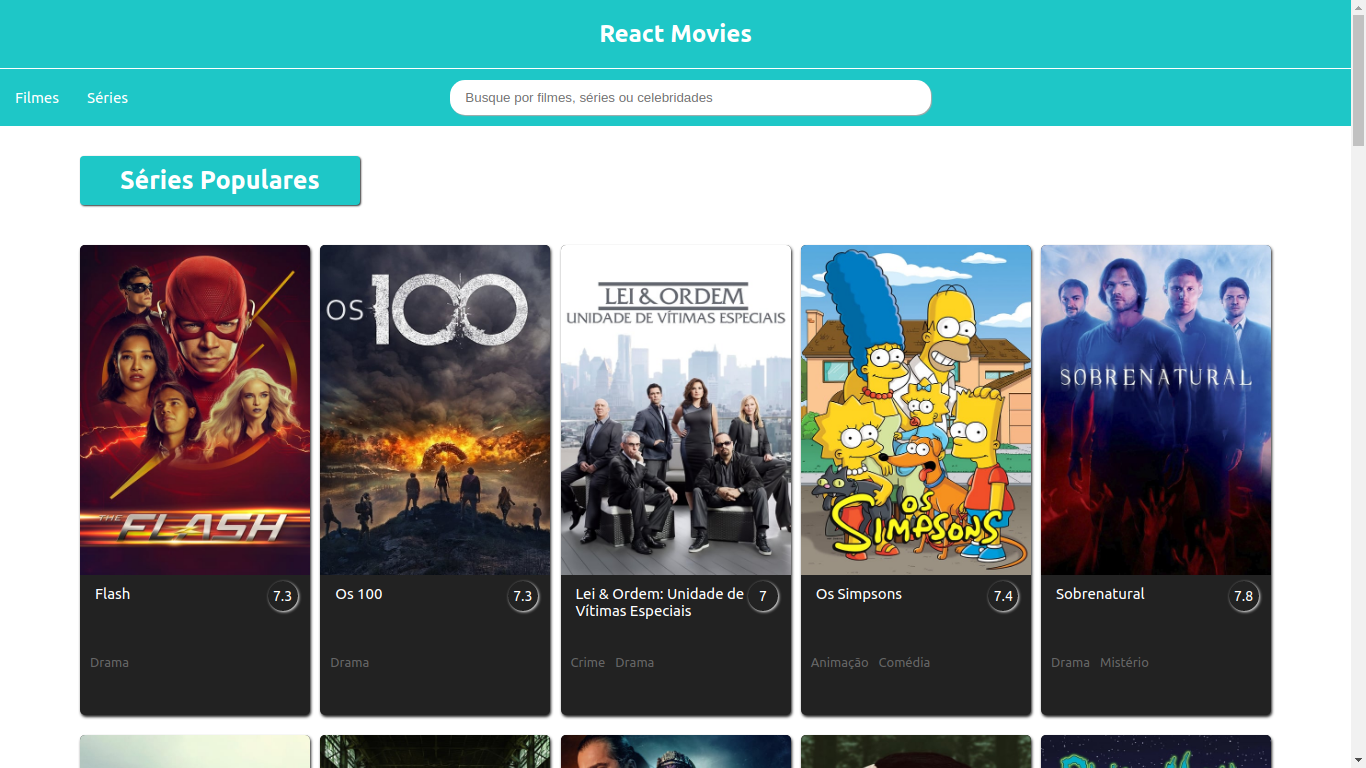 React Movies
Filmes Séries
Busque por filmes, séries ou celebridades
Séries Populares
THE
FLASH
OS 100
LEI & ORDEM
UNIDADE DE VÍTIMAS ESPECIAIS
OS
SIMPSONS
SOBRENATURAL
Flash 7.3
Os 100 7.3
Lei & Ordem: Unidade de 7
Vítimas Especiais
Os Simpsons 7.4
Sobrenatural 7.8
Drama
Drama
Crime Drama
Animação Comédia
Drama Mistério